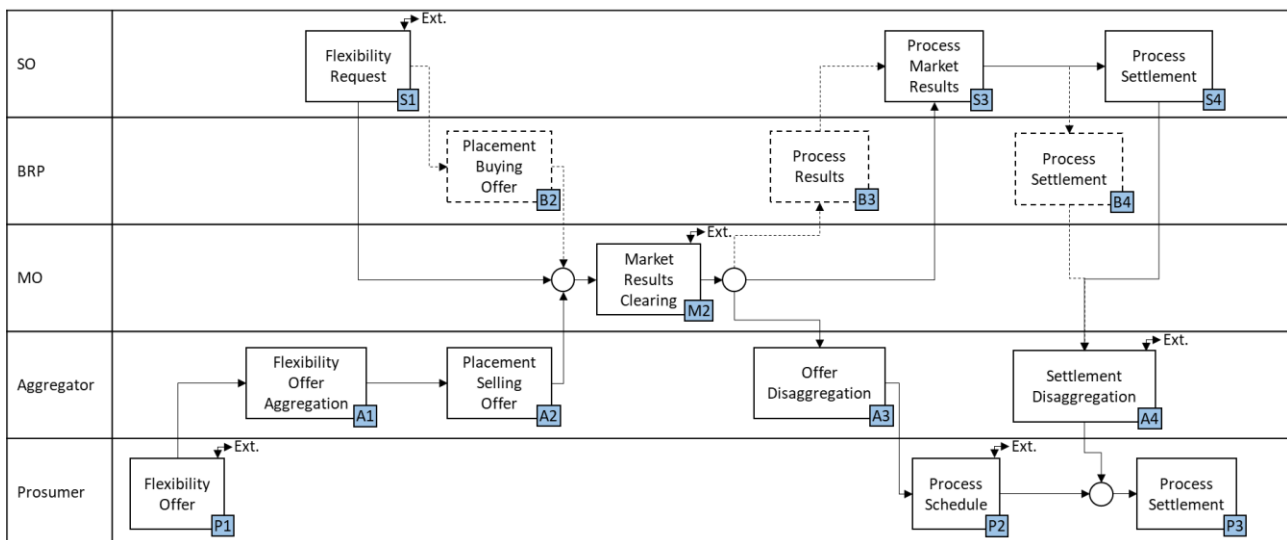 SO
Flexibility
Request
S1
Ext.
Process
Market
Results
S3
Process
Settlement
S4
BRP
Placement
Buying
Offer
B2
Process
Results
B3
Process
Settlement
B4
MO
Market
Results
Clearing
M2
Ext.
Aggregator
Flexibility
Offer
Aggregation
A1
Placement
Selling
Offer
A2
Offer
Disaggregation
A3
Settlement
Disaggregation
A4
Ext.
Prosumer
Flexibility
Offer
P1
Ext.
Process
Schedule
P2
Ext.
Process
Settlement
P3